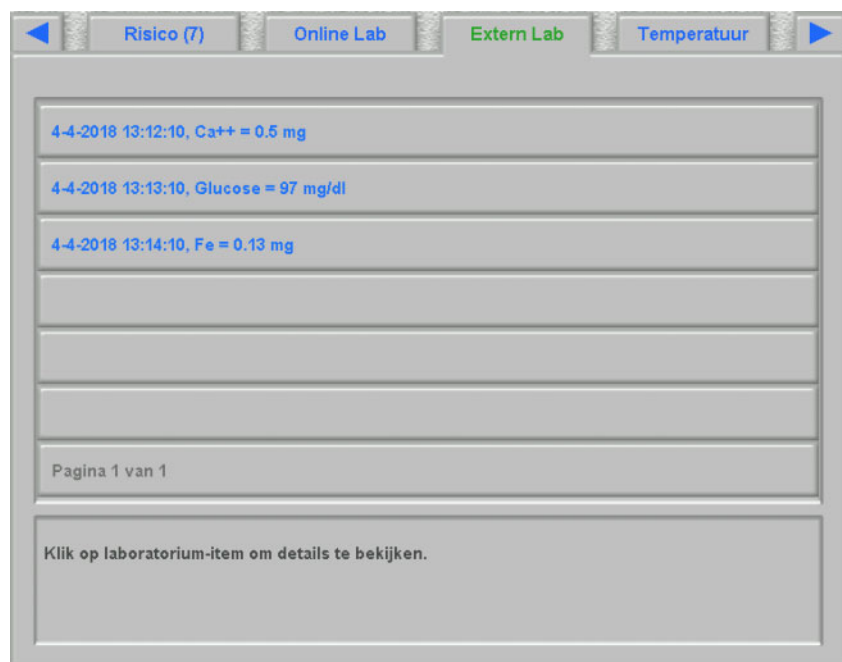 Risico (7) Online Lab Extern Lab Temperatuur
4-4-2018 13:12:10, Ca++ = 0.5 mg
4-4-2018 13:13:10, Glucose = 97 mg/dl
4-4-2018 13:14:10, Fe = 0.13 mg
Pagina 1 van 1
Klik op laboratorium-item om details te bekijken.